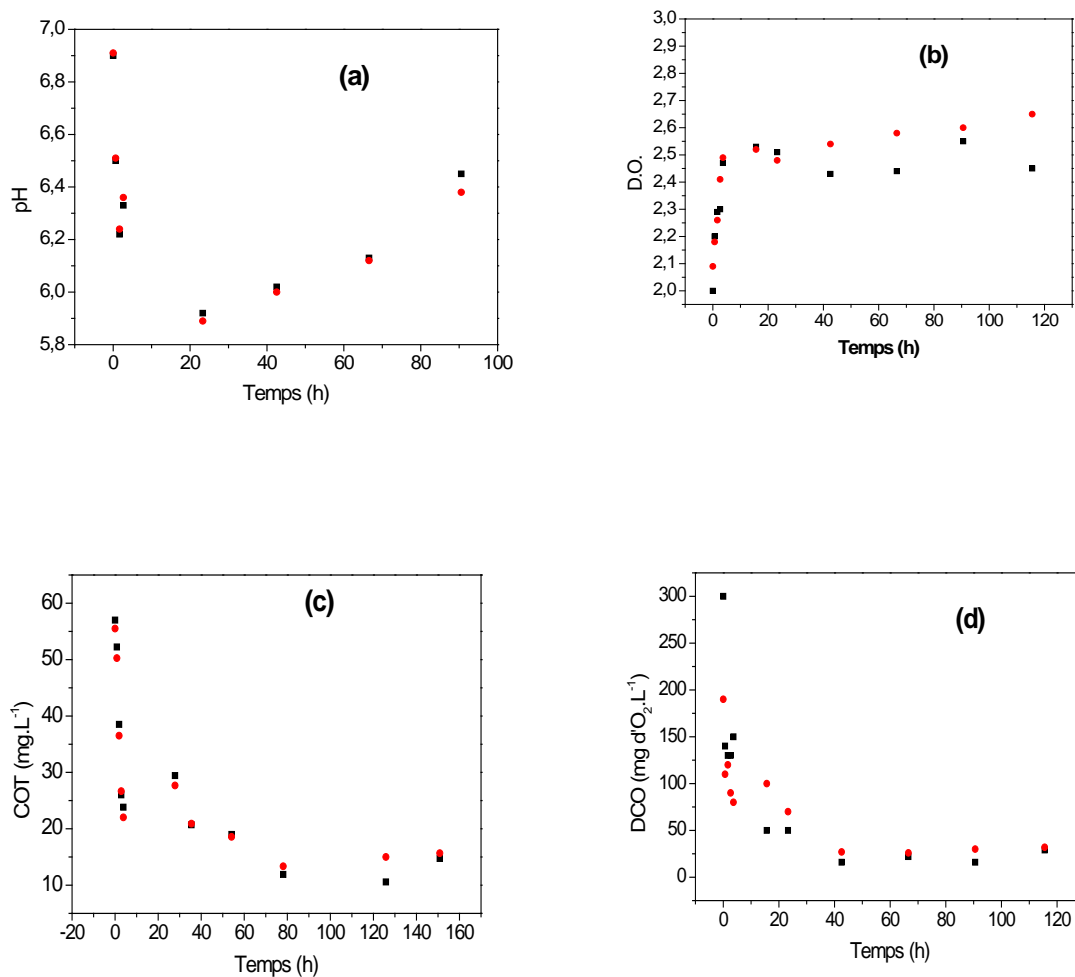 (a)
7,0
6,8
6,6
6,4
6,2
6,0
5,8
pH
0 20 40 60 80 100
Temps (h)
(b)
3,0
2,9
2,8
2,7
2,6
2,5
2,4
2,3
2,2
2,1
2,0
D.O.
0 20 40 60 80 100 120
Temps (h)
(c)
60
50
40
30
20
10
COT (mg.L⁻¹)
-20 0 20 40 60 80 100 120 140 160
Temps (h)
(d)
300
250
200
150
100
50
0
DCO (mg d'O₂.L⁻¹)
0 20 40 60 80 100 120
Temps (h)